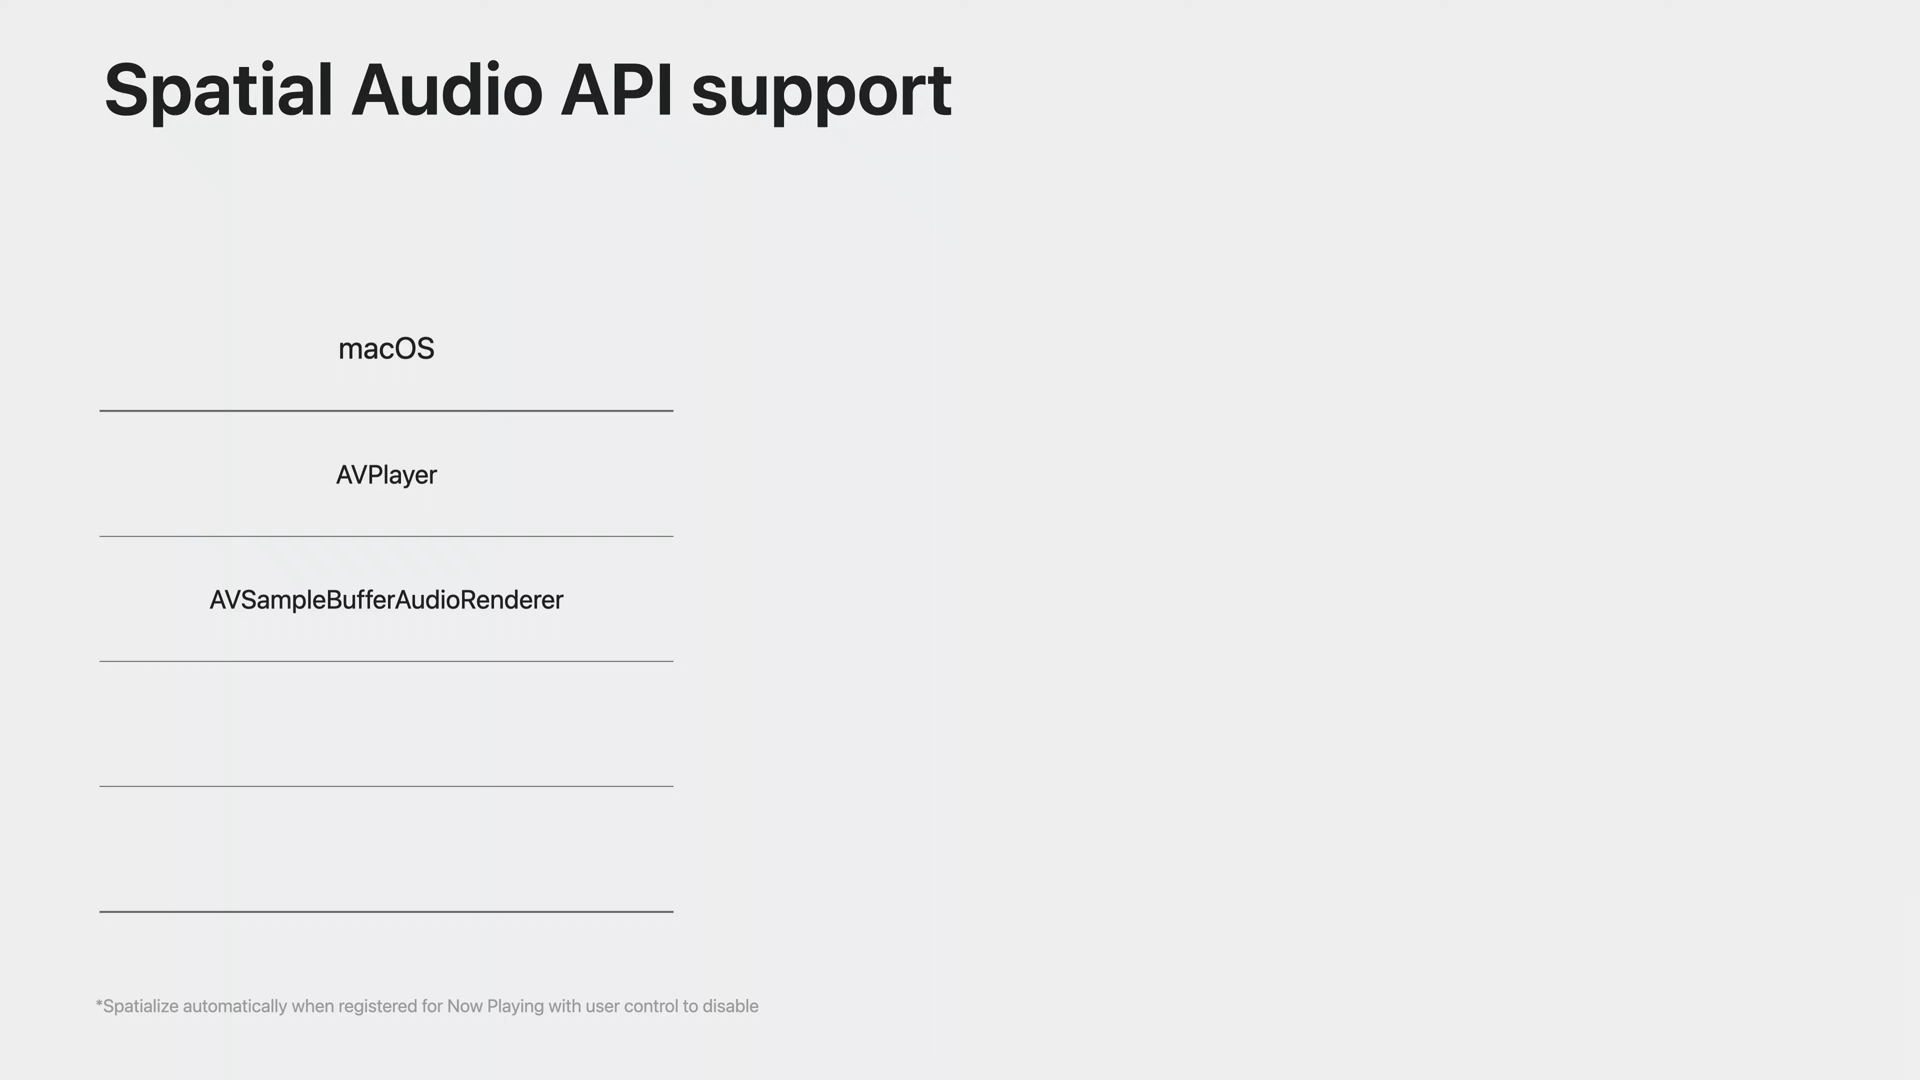 Spatial Audio API support
macOS
AVPlayer
AVSampleBufferAudioRenderer
*Spatialize automatically when registered for Now Playing with user control to disable